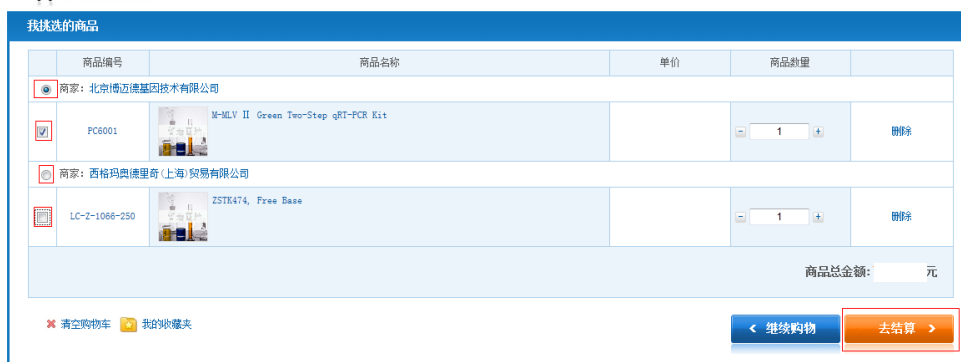 我挑选的商品
商品编号 商品名称 单价 商品数量
商家：北京博迈德基因技术有限公司
PC6001 M-MLV II Green Two-Step qRT-PCR Kit - 1 + 删除
商家：西格玛奥德里奇(上海)贸易有限公司
LC-Z-1066-250 ZSTK474, Free Base - 1 + 删除
商品总金额： 元
清空购物车 我的收藏夹 继续购物 去结算